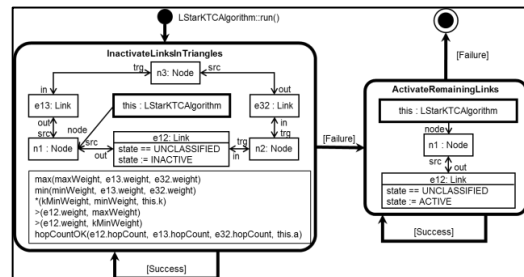 LStarKTCAlgorithm::run()
InactivateLinksInTriangles
trg
n3: Node
src
in
out
e13: Link
this : LStarKTCAlgorithm
e32: Link
out
src
node
in
trg
n1 : Node
src
out
e12: Link
state == UNCLASSIFIED
state := INACTIVE
trg
in
n2: Node
max(maxWeight, e13.weight, e32.weight)
min(minWeight, e13.weight, e32.weight)
*(kMinWeight, minWeight, this.k)
>(e12.weight, maxWeight)
>(e12.weight, kMinWeight)
hopCountOK(e12.hopCount, e13.hopCount, e32.hopCount, this.a)
[Success]
[Failure]
[Failure]
ActivateRemainingLinks
this : LStarKTCAlgorithm
node
n1 : Node
src
out
e12: Link
state == UNCLASSIFIED
state := ACTIVE
[Success]